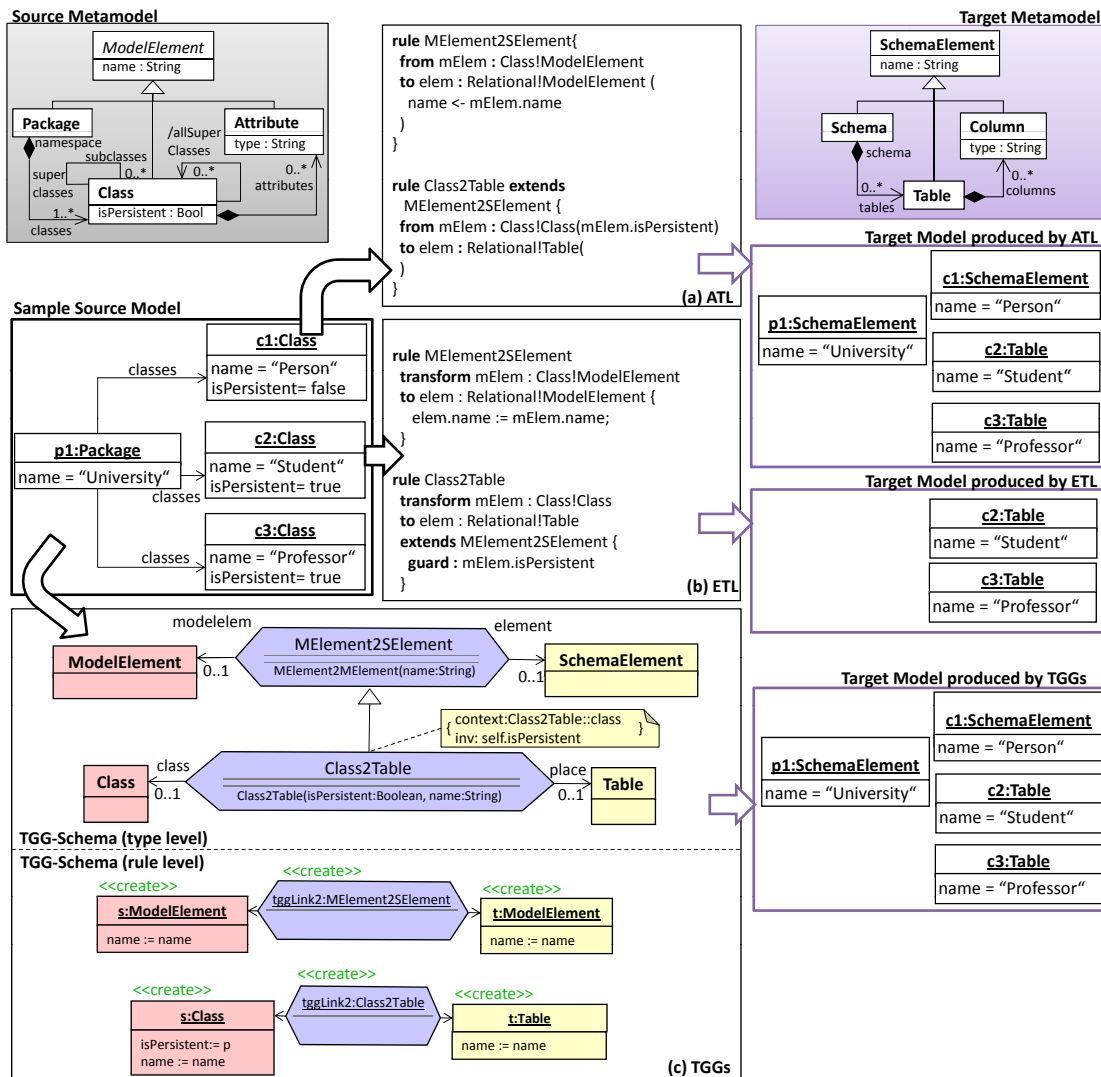 Source Metamodel
ModelElement
name : String
Package
Attribute
type : String
namespace
/allSuper
Classes
subclasses
0..*
0..*
0..*
attributes
super
classes
Class
isPersistent : Bool
1..*
classes
rule MElement2SElement{
from mElem : Class!ModelElement
to elem : Relational!ModelElement (
name <- mElem.name
)
}
rule Class2Table extends
MElement2SElement {
from mElem : Class!Class(mElem.isPersistent)
to elem : Relational!Table(
)
}
(a) ATL
Target Metamodel
SchemaElement
name : String
Schema
Column
type : String
schema
0..*
tables
Table
0..*
columns
Target Model produced by ATL
c1:SchemaElement
name = “Person”
p1:SchemaElement
name = “University“
c2:Table
name = “Student“
c3:Table
name = “Professor“
Sample Source Model
c1:Class
name = “Person“
isPersistent= false
classes
p1:Package
name = “University“
c2:Class
name = “Student“
isPersistent= true
classes
c3:Class
name = “Professor“
isPersistent= true
classes
rule MElement2SElement
transform mElem : Class!ModelElement
to elem : Relational!ModelElement {
elem.name := mElem.name;
}
rule Class2Table
transform mElem : Class!Class
to elem : Relational!Table
extends MElement2SElement {
guard : mElem.isPersistent
}
(b) ETL
Target Model produced by ETL
c2:Table
name = “Student“
c3:Table
name = “Professor“
modelelem
element
ModelElement
0..1
MElement2SElement
MElement2MElement(name:String)
0..1
SchemaElement
{ context:Class2Table::class }
inv: self.isPersistent
class
place
Class
0..1
Class2Table
Class2Table(isPersistent:Boolean, name:String)
0..1
Table
TGG-Schema (type level)
TGG-Schema (rule level)
<<create>>
<<create>>
<<create>>
s:ModelElement
name := name
tggLink2:MElement2SElement
t:ModelElement
name := name
<<create>>
<<create>>
<<create>>
s:Class
isPersistent:= p
name := name
tggLink2:Class2Table
t:Table
name := name
(c) TGGs
Target Model produced by TGGs
c1:SchemaElement
name = “Person“
p1:SchemaElement
name = “University“
c2:Table
name = “Student“
c3:Table
name = “Professor“